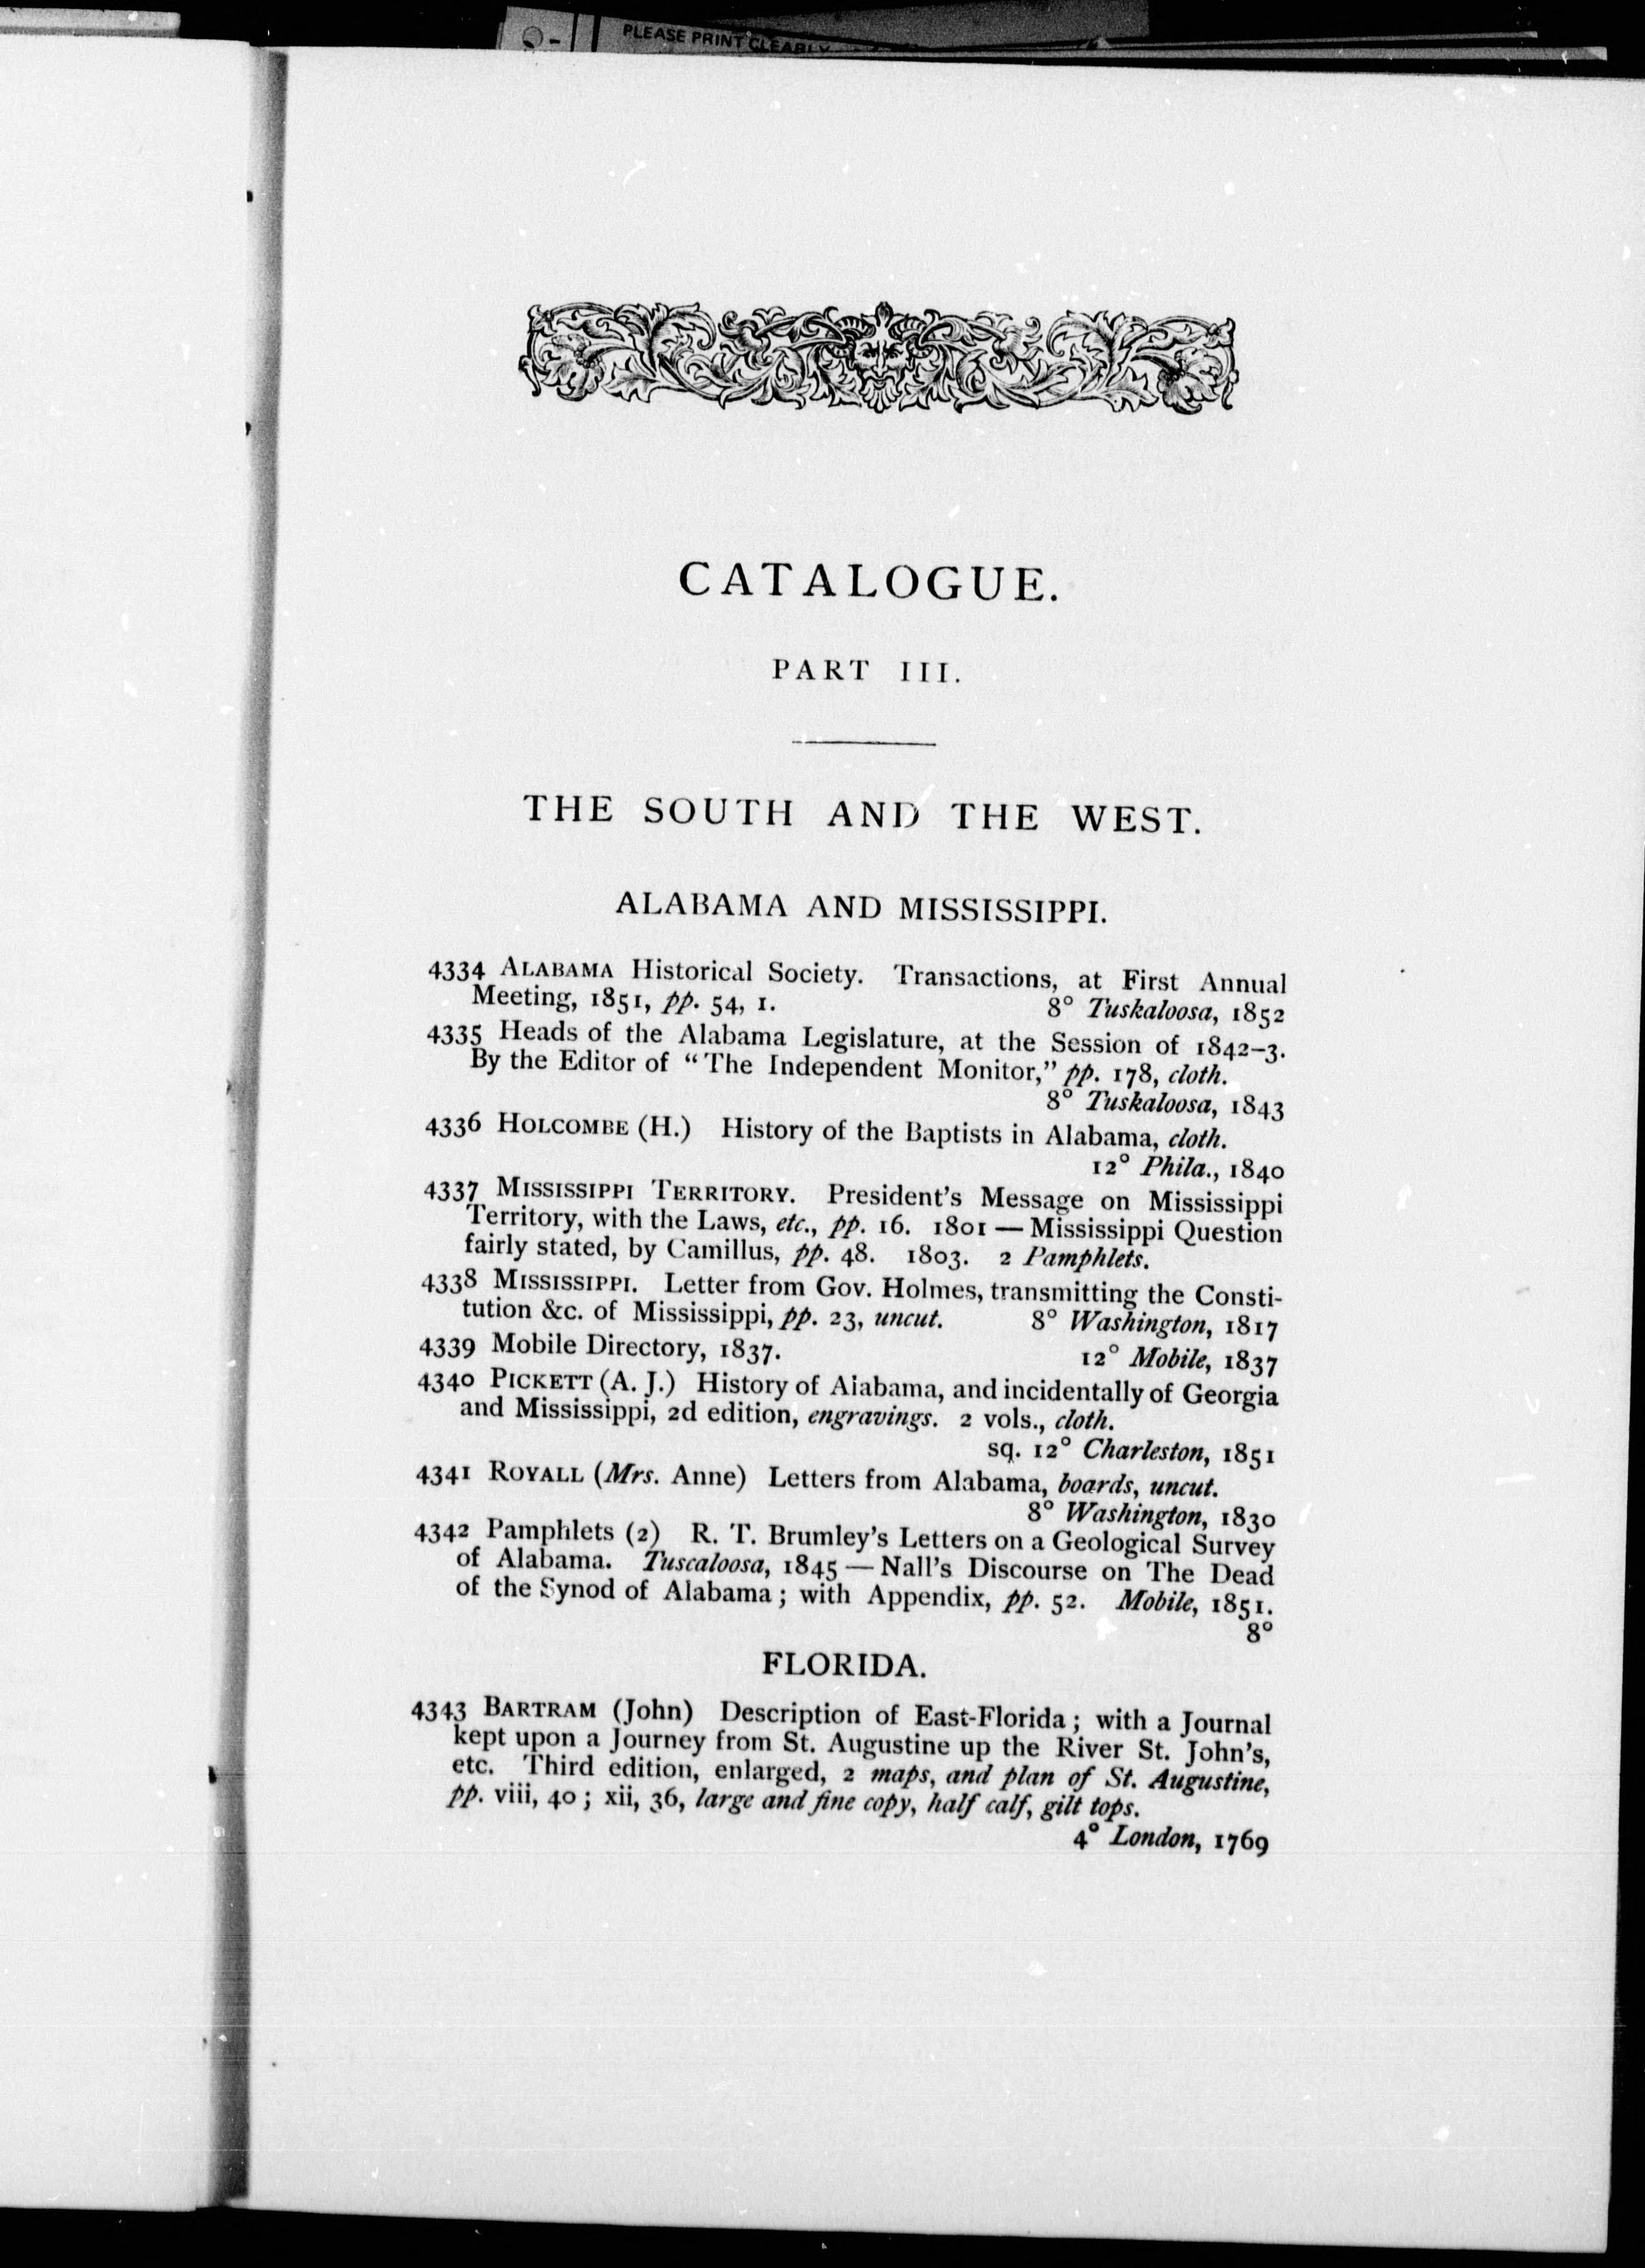 PLEASE PRINT CLEARLY
CATALOGUE.
PART III.
THE SOUTH AND THE WEST.
ALABAMA AND MISSISSIPPI.
4334 ALABAMA Historical Society. Transactions, at First Annual
Meeting, 1851, pp. 54, 1. 8° Tuskaloosa, 1852
4335 Heads of the Alabama Legislature, at the Session of 1842–3.
By the Editor of “The Independent Monitor,” pp. 178, cloth.
8° Tuskaloosa, 1843
4336 HOLCOMBE (H.) History of the Baptists in Alabama, cloth.
12° Phila., 1840
4337 MISSISSIPPI TERRITORY. President’s Message on Mississippi
Territory, with the Laws, etc., pp. 16. 1801 — Mississippi Question
fairly stated, by Camillus, pp. 48. 1803. 2 Pamphlets.
4338 MISSISSIPPI. Letter from Gov. Holmes, transmitting the Consti-
tution &c. of Mississippi, pp. 23, uncut. 8° Washington, 1817
4339 Mobile Directory, 1837. 12° Mobile, 1837
4340 PICKETT (A. J.) History of Alabama, and incidentally of Georgia
and Mississippi, 2d edition, engravings. 2 vols., cloth.
sq. 12° Charleston, 1851
4341 ROYALL (Mrs. Anne) Letters from Alabama, boards, uncut.
8° Washington, 1830
4342 Pamphlets (2) R. T. Brumley’s Letters on a Geological Survey
of Alabama. Tuscaloosa, 1845 — Nall’s Discourse on The Dead
of the Synod of Alabama ; with Appendix, pp. 52. Mobile, 1851.
8°
FLORIDA.
4343 BARTRAM (John) Description of East-Florida ; with a Journal
kept upon a Journey from St. Augustine up the River St. John’s,
etc. Third edition, enlarged, 2 maps, and plan of St. Augustine,
pp. viii, 40 ; xii, 36, large and fine copy, half calf, gilt tops.
4° London, 1769